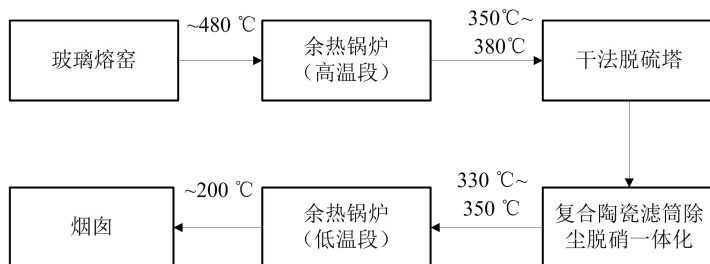 ~480 ℃
玻璃熔窑
余热锅炉
（高温段）
350℃~
380℃
干法脱硫塔
烟囱
~200 ℃
余热锅炉
（低温段）
330 ℃~
350 ℃
复合陶瓷滤筒除
尘脱硝一体化